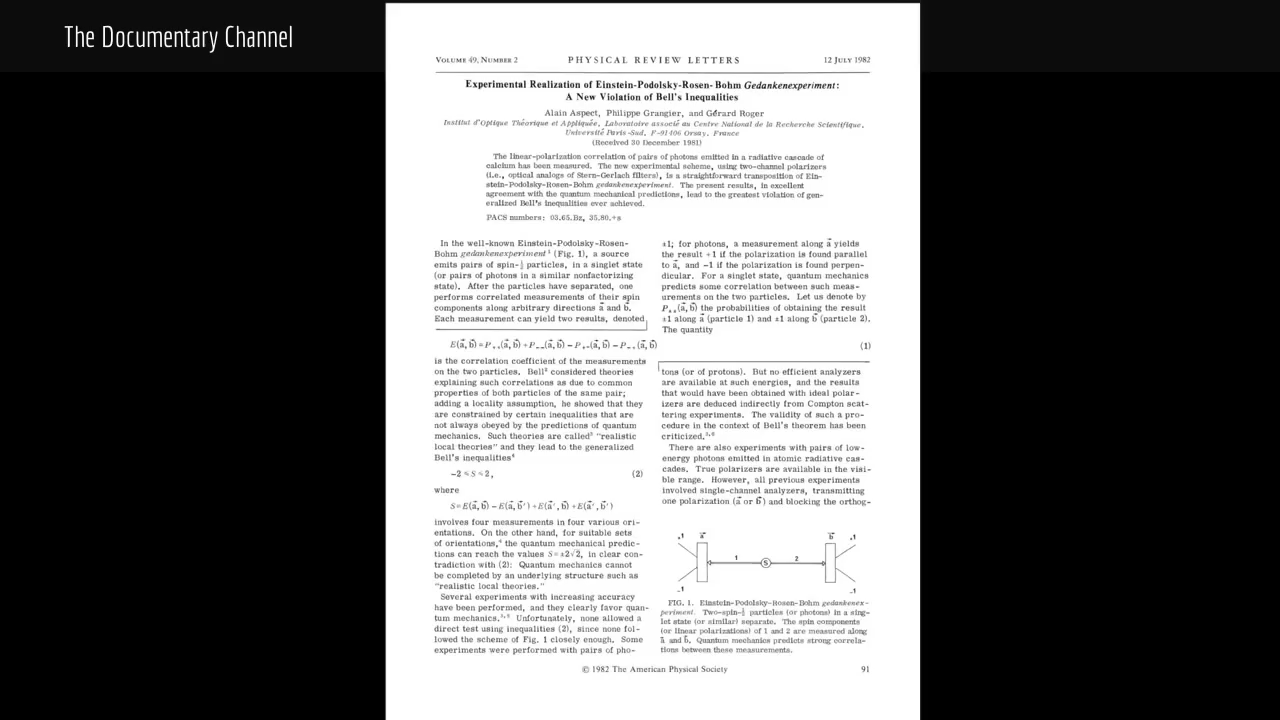 The Documentary Channel
VOLUME 49, NUMBER 2 PHYSICAL REVIEW LETTERS 12 JULY 1982
Experimental Realization of Einstein-Podolsky-Rosen-Bohm Gedankenexperiment:
A New Violation of Bell's Inequalities
Alain Aspect, Philippe Grangier, and Gérard Roger
Institut d'Optique Théorique et Appliquée, Laboratoire associé au Centre National de la Recherche Scientifique,
Université Paris-Sud, F-91406 Orsay, France
(Received 30 December 1981)
The linear-polarization correlation of pairs of photons emitted in a radiative cascade of
calcium has been measured. The new experimental scheme, using two-channel polarizers
(i.e., optical analogs of Stern-Gerlach filters), is a straightforward transposition of Ein-
stein-Podolsky-Rosen-Bohm gedankenexperiment. The present results, in excellent
agreement with the quantum mechanical predictions, lead to the greatest violation of gen-
eralized Bell's inequalities ever achieved.
PACS numbers: 03.65.Bz, 35.80.+s
In the well-known Einstein-Podolsky-Rosen-
Bohm gedankenexperiment¹ (Fig. 1), a source
emits pairs of spin-½ particles, in a singlet state
(or pairs of photons in a similar nonfactorizing
state). After the particles have separated, one
performs correlated measurements of their spin
components along arbitrary directions a⃗ and b⃗.
Each measurement can yield two results, denoted
±1; for photons, a measurement along a⃗ yields
the result +1 if the polarization is found parallel
to a⃗, and −1 if the polarization is found perpen-
dicular. For a singlet state, quantum mechanics
predicts some correlation between such meas-
urements on the two particles. Let us denote by
P±±(a⃗, b⃗) the probabilities of obtaining the result
±1 along a⃗ (particle 1) and ±1 along b⃗ (particle 2).
The quantity
E(a⃗, b⃗) = P₊₊(a⃗, b⃗) + P₋₋(a⃗, b⃗) − P₊₋(a⃗, b⃗) − P₋₊(a⃗, b⃗) (1)
is the correlation coefficient of the measurements
on the two particles. Bell² considered theories
explaining such correlations as due to common
properties of both particles of the same pair;
adding a locality assumption, he showed that they
are constrained by certain inequalities that are
not always obeyed by the predictions of quantum
mechanics. Such theories are called³ "realistic
local theories" and they lead to the generalized
Bell's inequalities⁴
−2 ≤ S ≤ 2, (2)
where
S = E(a⃗, b⃗) − E(a⃗, b⃗′) + E(a⃗′, b⃗) + E(a⃗′, b⃗′)
involves four measurements in four various ori-
entations. On the other hand, for suitable sets
of orientations,⁴ the quantum mechanical predic-
tions can reach the values S = ±2√2, in clear con-
tradiction with (2): Quantum mechanics cannot
be completed by an underlying structure such as
"realistic local theories."
Several experiments with increasing accuracy
have been performed, and they clearly favor quan-
tum mechanics. Unfortunately, none allowed a
direct test using inequalities (2), since none fol-
lowed the scheme of Fig. 1 closely enough. Some
experiments were performed with pairs of pho-
tons (or of protons). But no efficient analyzers
are available at such energies, and the results
that would have been obtained with ideal polar-
izers are deduced indirectly from Compton scat-
tering experiments. The validity of such a pro-
cedure in the context of Bell's theorem has been
criticized.
There are also experiments with pairs of low-
energy photons emitted in atomic radiative cas-
cades. True polarizers are available in the visi-
ble range. However, all previous experiments
involved single-channel analyzers, transmitting
one polarization (a⃗ or b⃗) and blocking the orthog-
+1 a⃗ b⃗ +1
1 S 2
-1 -1
FIG. 1. Einstein-Podolsky-Rosen-Bohm gedankenex-
periment. Two-spin-½ particles (or photons) in a sing-
let state (or similar) separate. The spin components
(or linear polarizations) of 1 and 2 are measured along
a⃗ and b⃗. Quantum mechanics predicts strong correla-
tions between these measurements.
© 1982 The American Physical Society 91